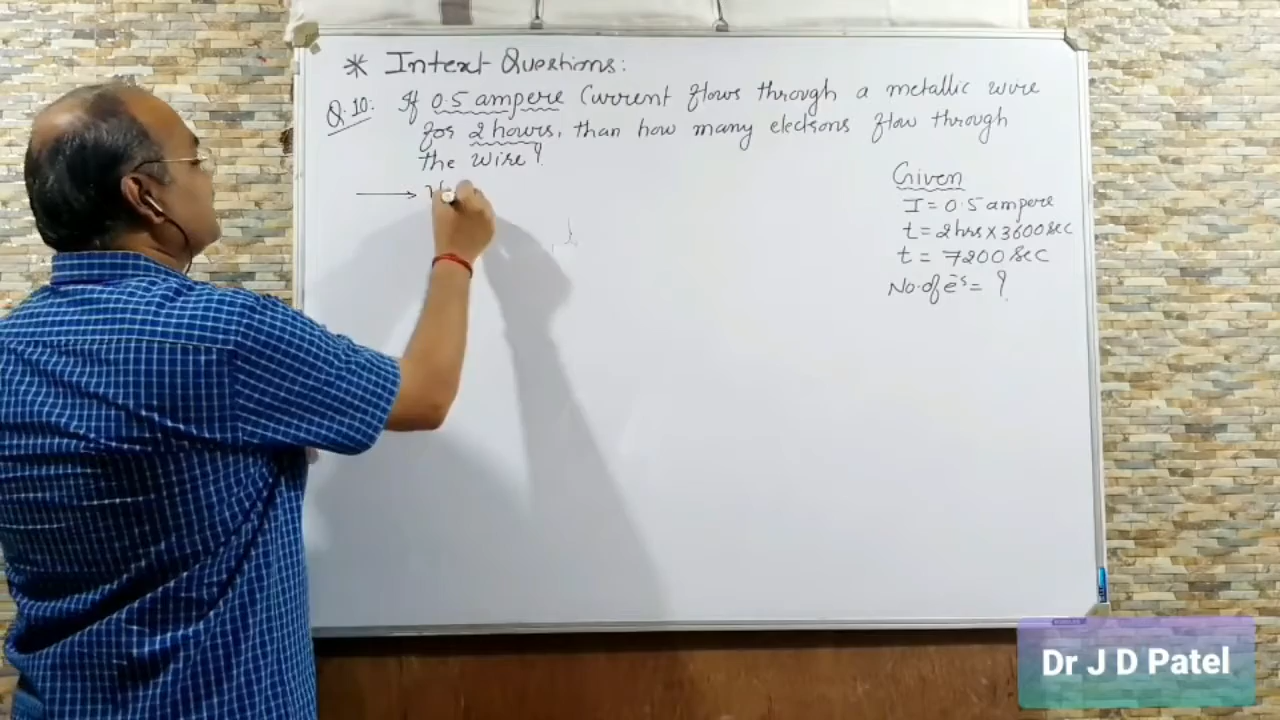 * Intext Questions:
Q.10: If 0.5 ampere Current flows through a metallic wire
for 2 hours, than how many electrons flow through
the wire?
Given
I = 0.5 ampere
t = 2 hrs x 3600 sec
t = 7200 sec
No. of ēs = ?
Dr J D Patel